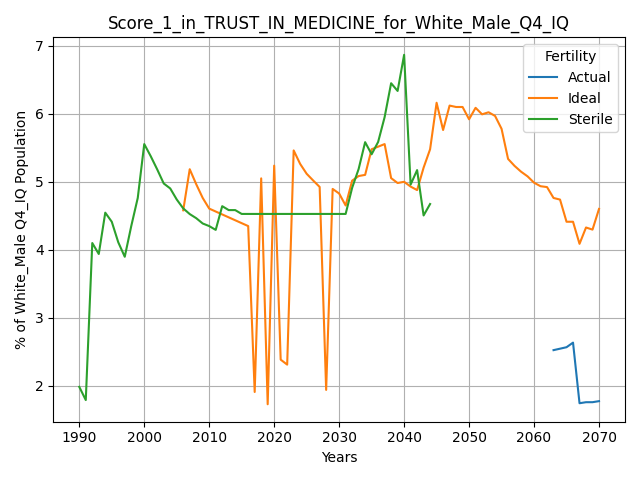 Score_1_in_TRUST_IN_MEDICINE_for_White_Male_Q4_IQ
Fertility
Actual
Ideal
Sterile
% of White_Male Q4_IQ Population
7
6
5
4
3
2
1990 2000 2010 2020 2030 2040 2050 2060 2070
Years